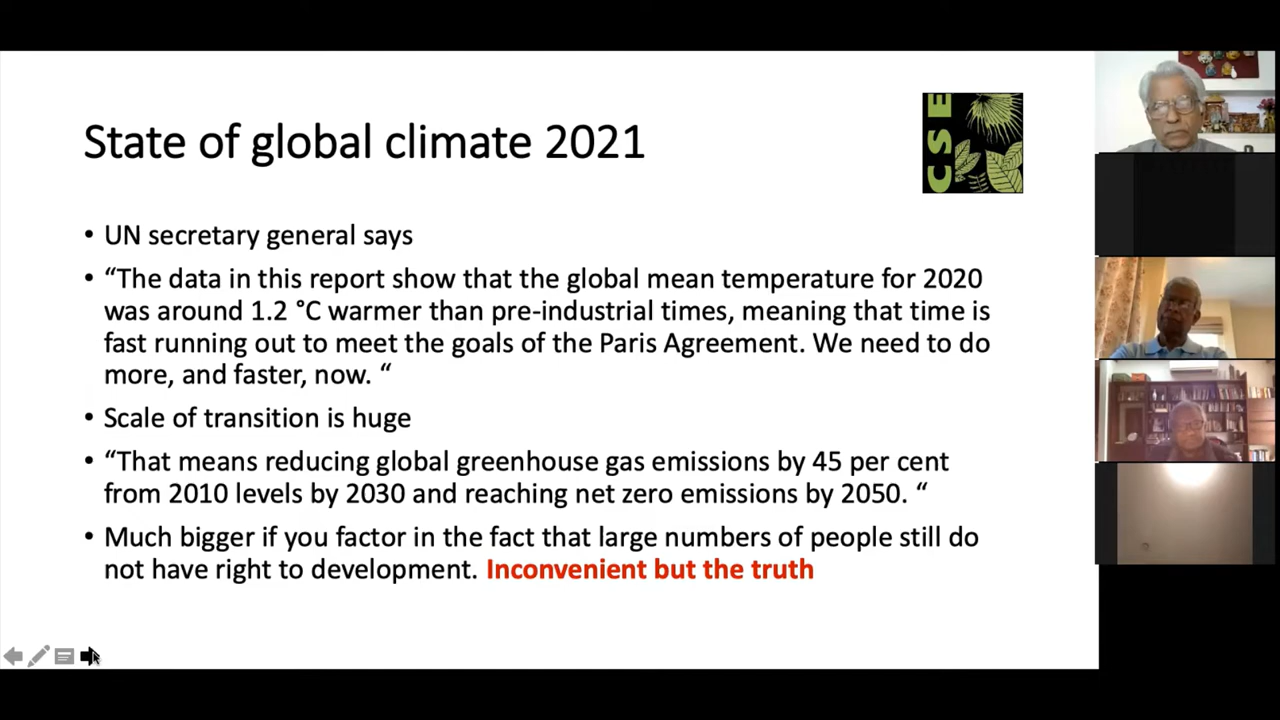 State of global climate 2021
CSE
• UN secretary general says
• “The data in this report show that the global mean temperature for 2020
was around 1.2 °C warmer than pre-industrial times, meaning that time is
fast running out to meet the goals of the Paris Agreement. We need to do
more, and faster, now. “
• Scale of transition is huge
• “That means reducing global greenhouse gas emissions by 45 per cent
from 2010 levels by 2030 and reaching net zero emissions by 2050. “
• Much bigger if you factor in the fact that large numbers of people still do
not have right to development. Inconvenient but the truth